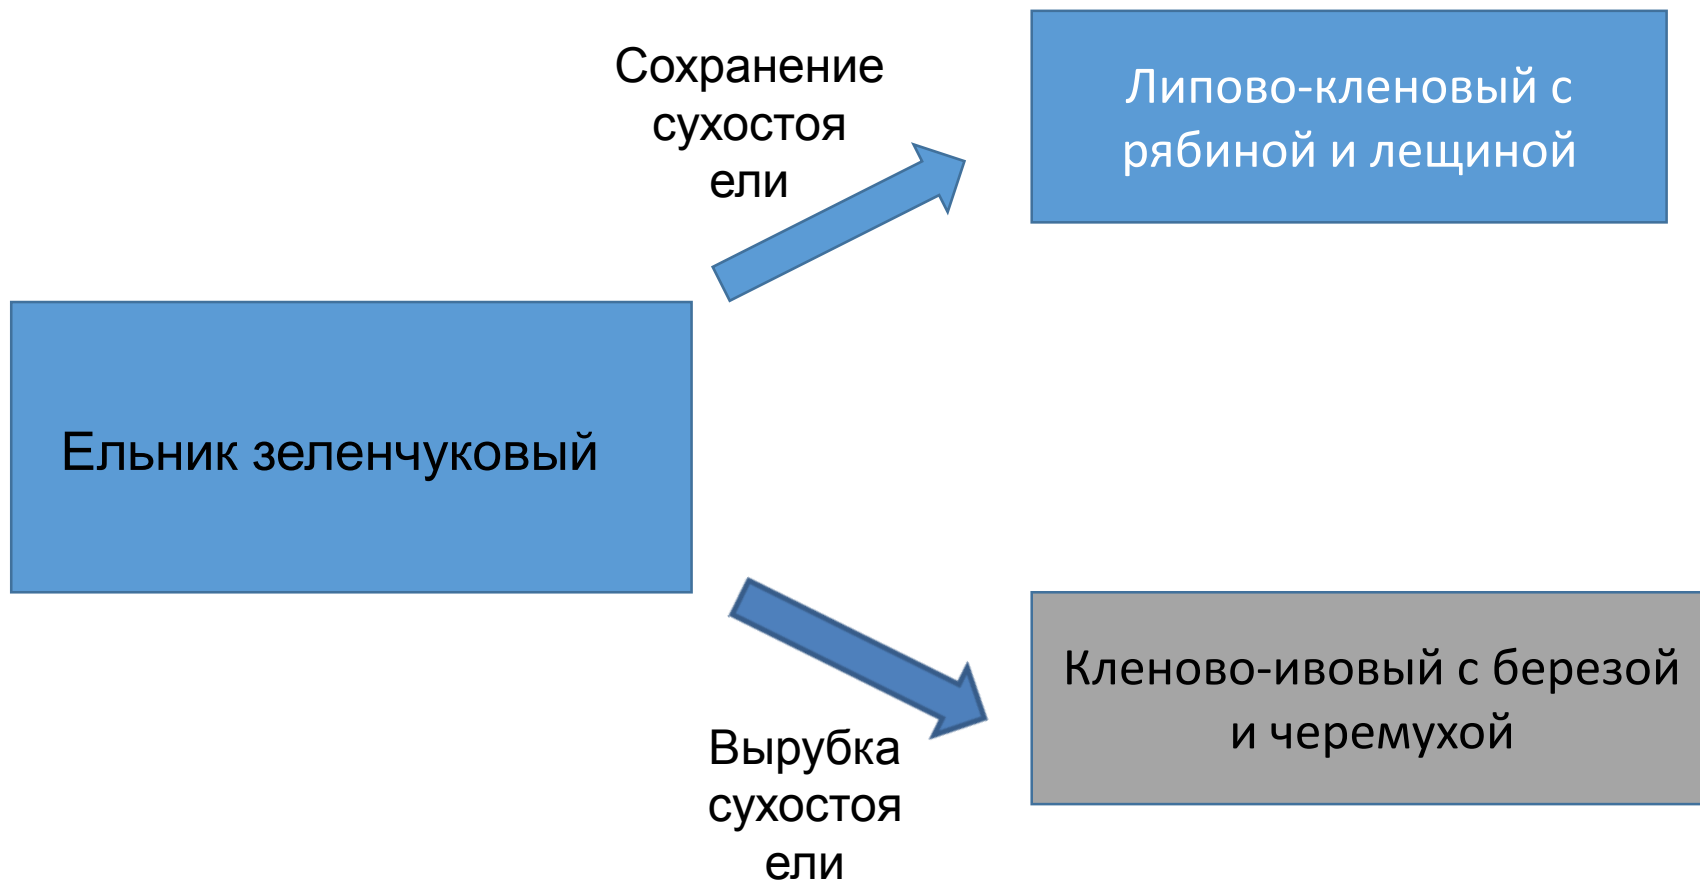 Сохранение
сухостоя
ели
Липово-кленовый с
рябиной и лещиной
Ельник зеленчуковый
Кленово-ивовый с березой
и черемухой
Вырубка
сухостоя
ели